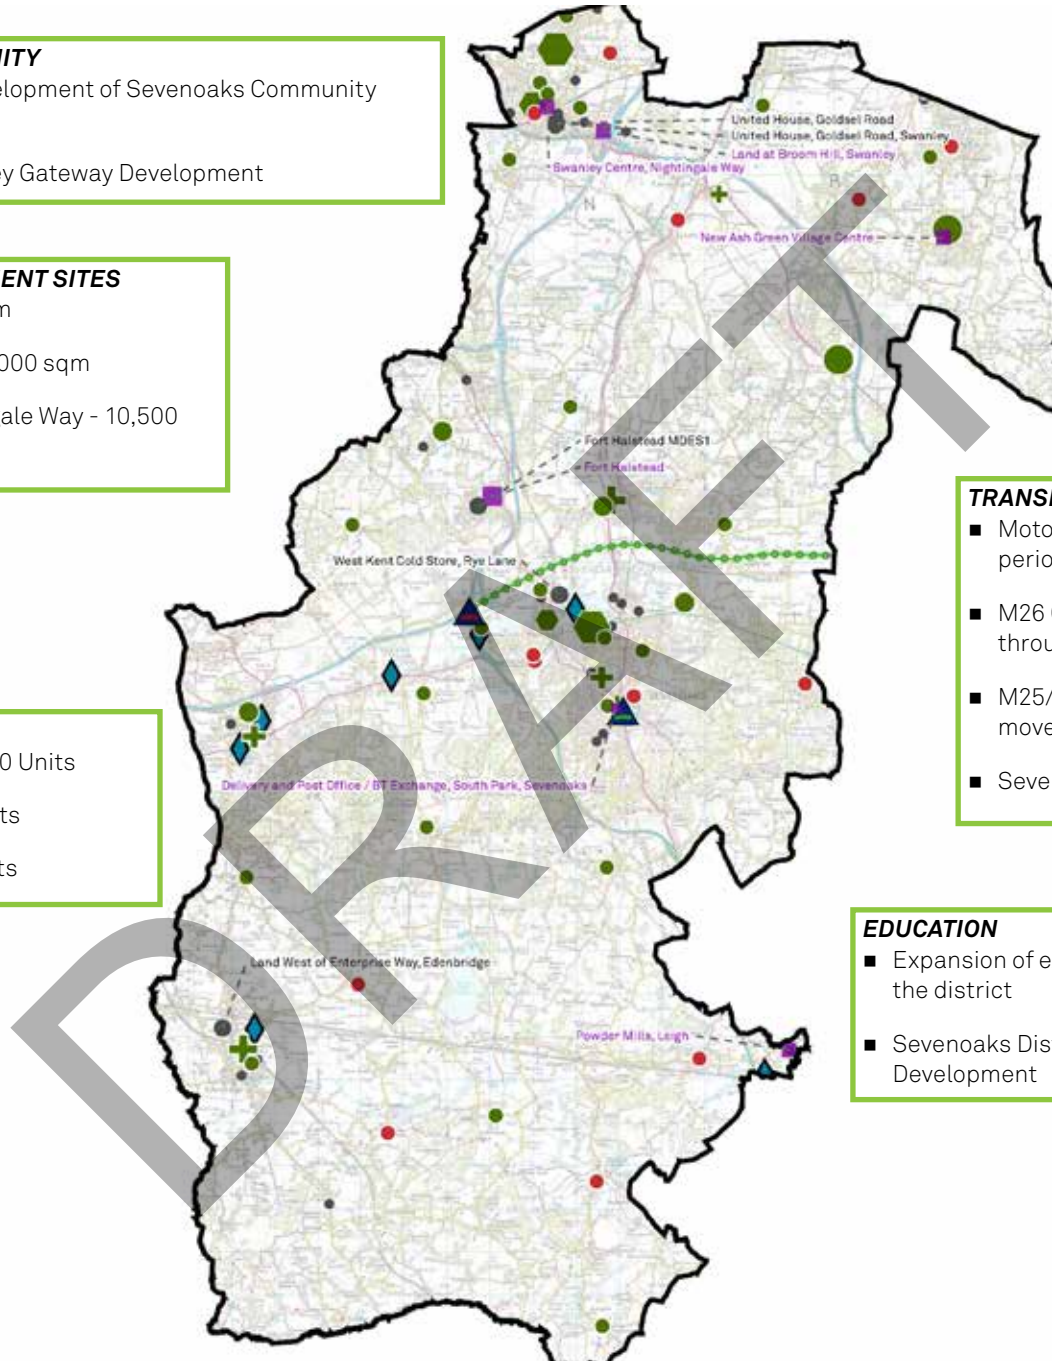 ITY
elopment of Sevenoaks Community
ey Gateway Development
ENT SITES
m
000 sqm
gale Way - 10,500
0 Units
ts
ts
United House, Goldsel Road
United House, Goldsel Road, Swanley
Land at Broom Hill, Swanley
Swanley Centre, Nightingale Way
New Ash Green Village Centre
Fort Halstead MDES1
Fort Halstead
West Kent Cold Store, Rye Lane
Delivery and Post Office / BT Exchange, South Park, Sevenoaks
Land West of Enterprise Way, Edenbridge
Powder Mills, Leigh
DRAFT
TRANS
■ Moto
perio
■ M26
throu
■ M25/
move
■ Seve
EDUCATION
■ Expansion of e
the district
■ Sevenoaks Dis
Development